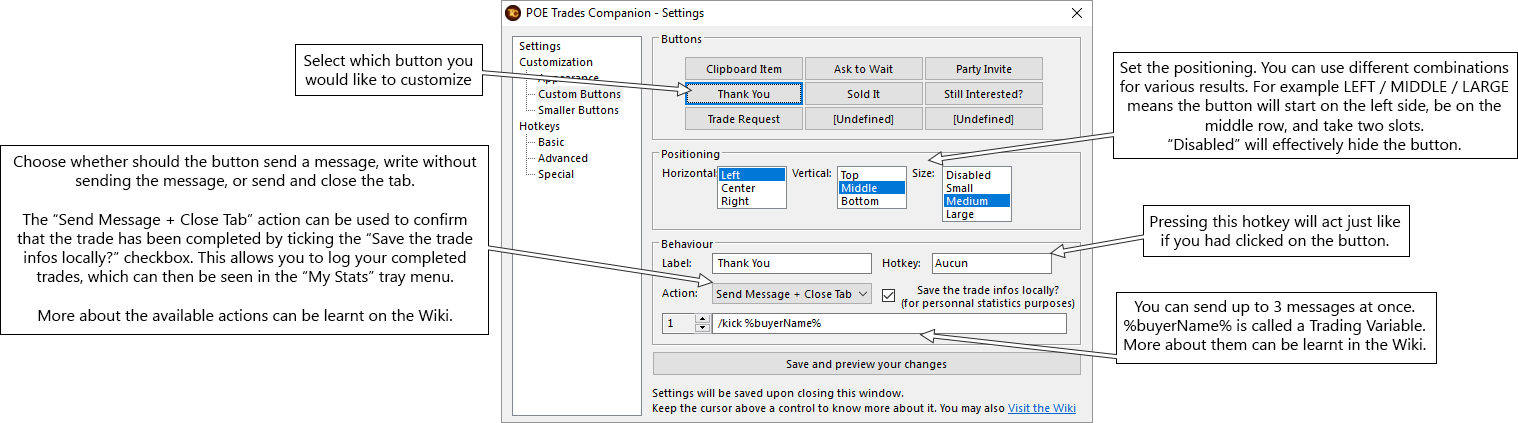 POE Trades Companion - Settings
Select which button you
would like to customize
Choose whether should the button send a message, write without
sending the message, or send and close the tab.
The “Send Message + Close Tab” action can be used to confirm
that the trade has been completed by ticking the “Save the trade
infos locally?” checkbox. This allows you to log your completed
trades, which can then be seen in the “My Stats” tray menu.
More about the available actions can be learnt on the Wiki.
Settings
Customization
Appearance
Custom Buttons
Smaller Buttons
Hotkeys
Basic
Advanced
Special
Buttons
Clipboard Item Ask to Wait Party Invite
Thank You Sold It Still Interested?
Trade Request [Undefined] [Undefined]
Positioning
Horizontal: Left Vertical: Top Size: Disabled
Center Middle Small
Right Bottom Medium
Large
Behaviour
Label: Thank You Hotkey: Aucun
Action: Send Message + Close Tab Save the trade infos locally?
(for personnal statistics purposes)
1 /kick %buyerName%
Save and preview your changes
Settings will be saved upon closing this window.
Keep the cursor above a control to know more about it. You may also Visit the Wiki
Set the positioning. You can use different combinations
for various results. For example LEFT / MIDDLE / LARGE
means the button will start on the left side, be on the
middle row, and take two slots.
“Disabled” will effectively hide the button.
Pressing this hotkey will act just like
if you had clicked on the button.
You can send up to 3 messages at once.
%buyerName% is called a Trading Variable.
More about them can be learnt in the Wiki.